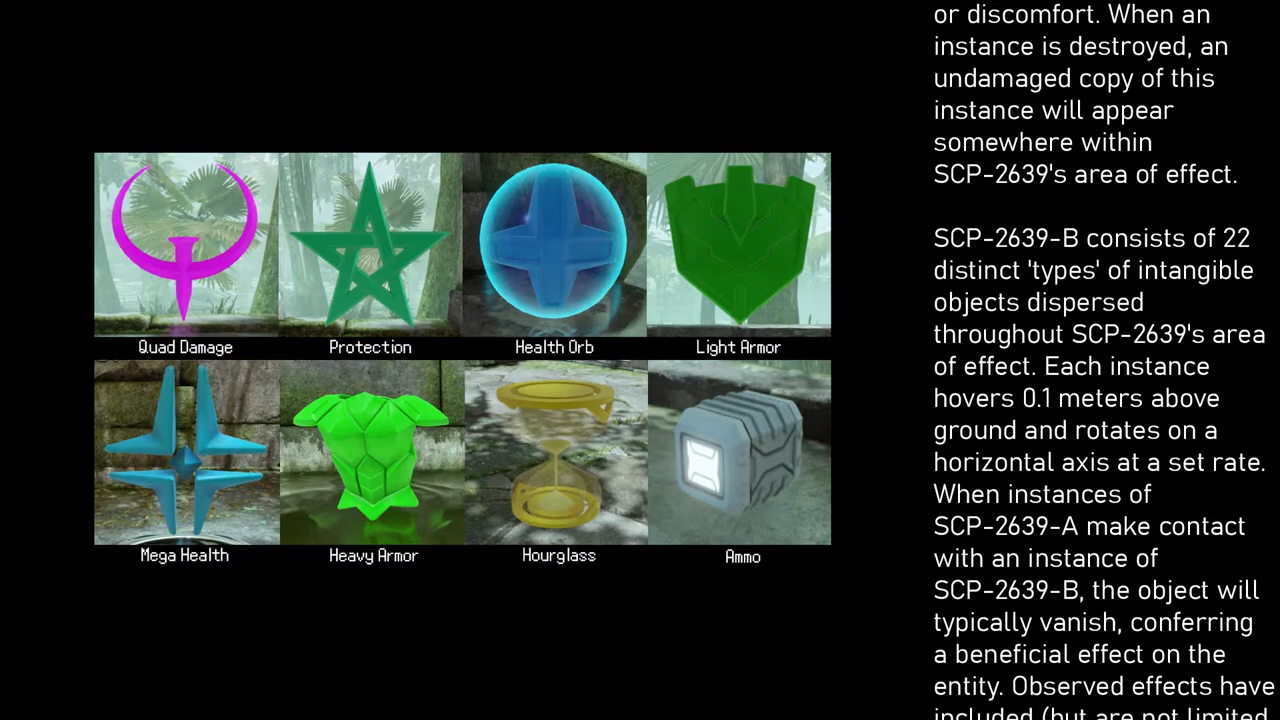 or discomfort. When an
instance is destroyed, an
undamaged copy of this
instance will appear
somewhere within
SCP-2639's area of effect.
SCP-2639-B consists of 22
distinct 'types' of intangible
objects dispersed
throughout SCP-2639's area
of effect. Each instance
hovers 0.1 meters above
ground and rotates on a
horizontal axis at a set rate.
When instances of
SCP-2639-A make contact
with an instance of
SCP-2639-B, the object will
typically vanish, conferring
a beneficial effect on the
entity. Observed effects have
included (but are not limited
Quad Damage
Protection
Health Orb
Light Armor
Mega Health
Heavy Armor
Hourglass
Ammo